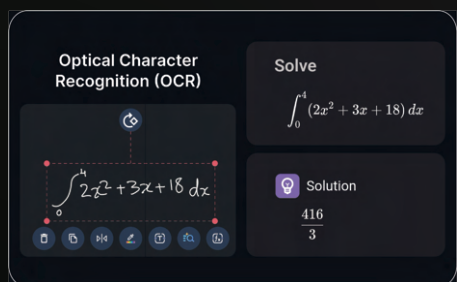 Optical Character
Recognition (OCR)
∫₀⁴ 2x² + 3x + 18 dx
Solve
∫₀⁴ (2x² + 3x + 18) dx
Solution
416/3